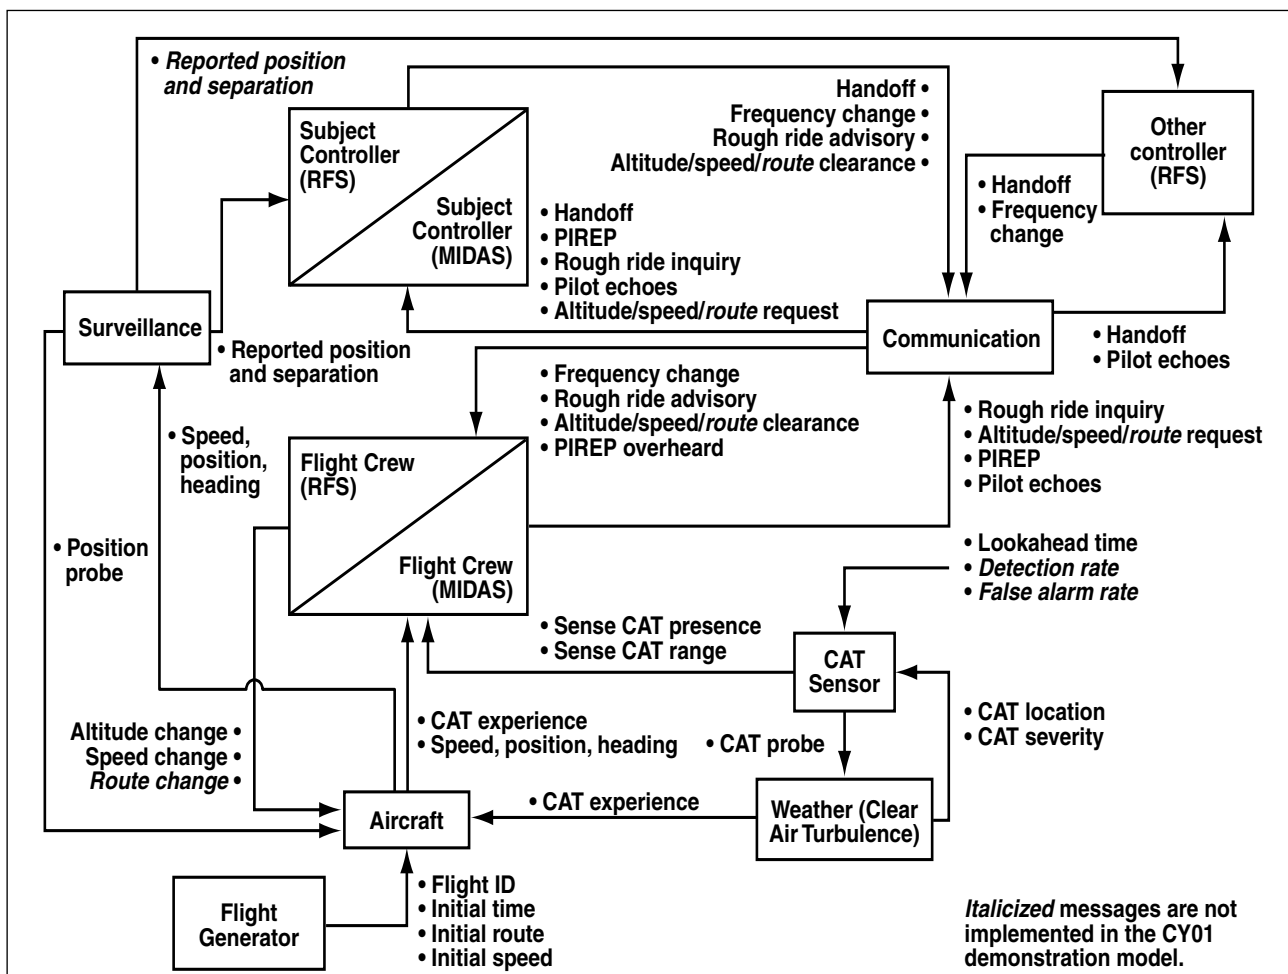 • Reported position
and separation
Subject
Controller
(RFS)
Subject
Controller
(MIDAS)
Handoff •
Frequency change •
Rough ride advisory •
Altitude/speed/route clearance •
Other
controller
(RFS)
• Handoff
• Frequency
change
• Handoff
• PIREP
• Rough ride inquiry
• Pilot echoes
• Altitude/speed/route request
Surveillance
• Reported position
and separation
Communication
• Handoff
• Pilot echoes
• Frequency change
• Rough ride advisory
• Altitude/speed/route clearance
• PIREP overheard
• Rough ride inquiry
• Altitude/speed/route request
• PIREP
• Pilot echoes
• Speed,
position,
heading
Flight Crew
(RFS)
Flight Crew
(MIDAS)
• Position
probe
• Lookahead time
• Detection rate
• False alarm rate
• Sense CAT presence
• Sense CAT range
CAT
Sensor
• CAT location
• CAT severity
Altitude change •
Speed change •
Route change •
• CAT experience
• Speed, position, heading
• CAT probe
• CAT experience
Weather (Clear
Air Turbulence)
Aircraft
Flight
Generator
• Flight ID
• Initial time
• Initial route
• Initial speed
Italicized messages are not
implemented in the CY01
demonstration model.